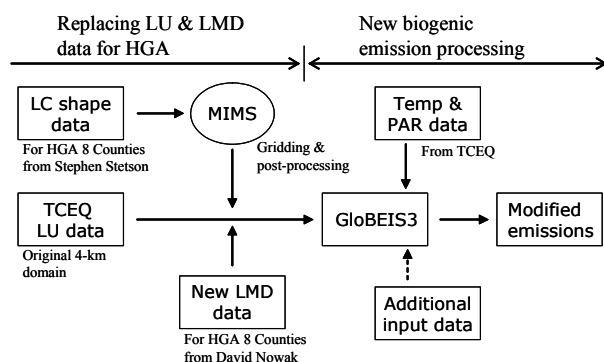 Replacing LU & LMD
data for HGA
New biogenic
emission processing
LC shape
data
For HGA 8 Counties
from Stephen Stetson
MIMS
Gridding &
post-processing
Temp &
PAR data
From TCEQ
TCEQ
LU data
Original 4-km
domain
GloBEIS3
Modified
emissions
New LMD
data
For HGA 8 Counties
from David Nowak
Additional
input data